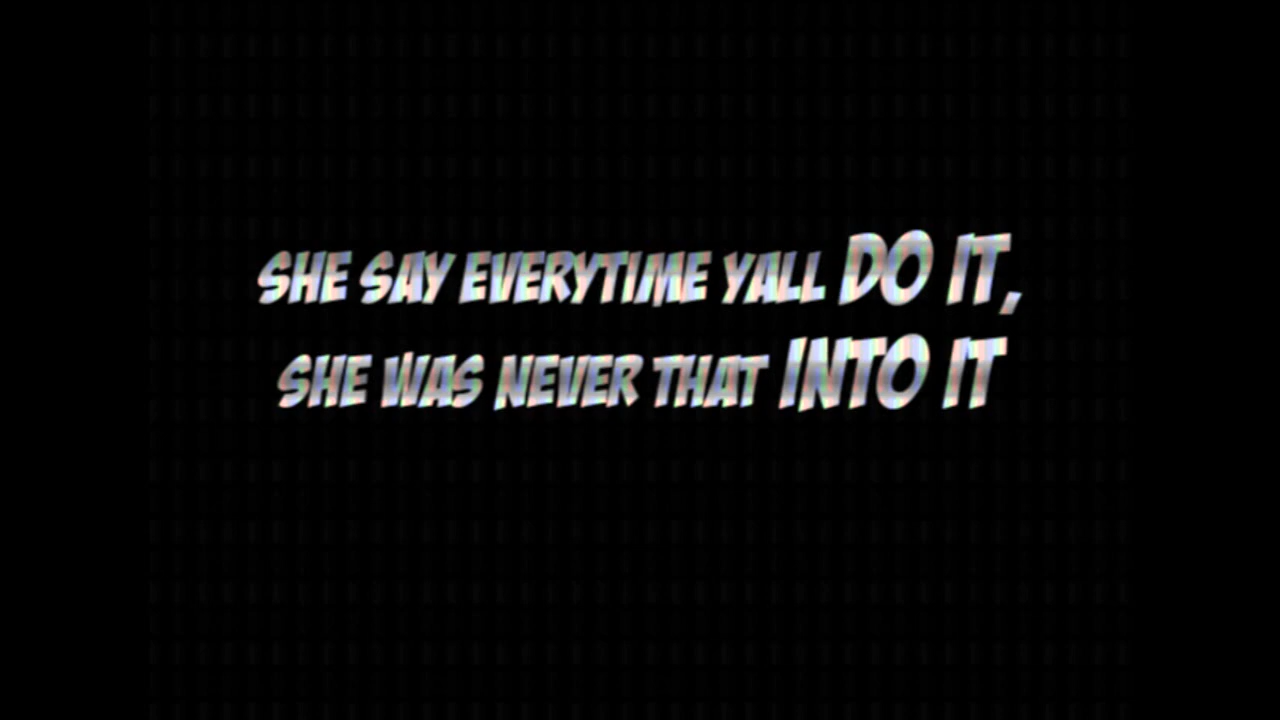 SHE SAY EVERYTIME YALL DO IT,
SHE WAS NEVER THAT INTO IT